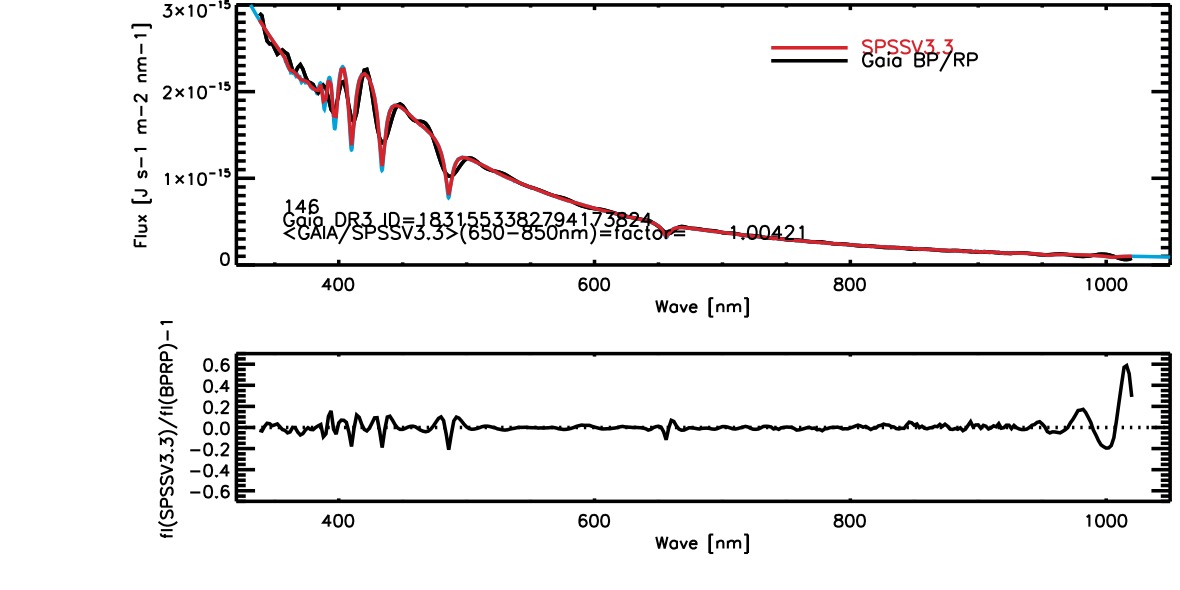 3×10⁻¹⁵
2×10⁻¹⁵
1×10⁻¹⁵
0
Flux [J s−1 m−2 nm−1]
SPSSV3.3
Gaia BP/RP
146
Gaia DR3 ID=1831553382794173824
<GAIA/SPSSV3.3>(650−850nm)=factor= 1.00421
400 600 800 1000
Wave [nm]
fl(SPSSV3.3)/fl(BPRP)−1
0.6
0.4
0.2
0.0
−0.2
−0.4
−0.6
400 600 800 1000
Wave [nm]